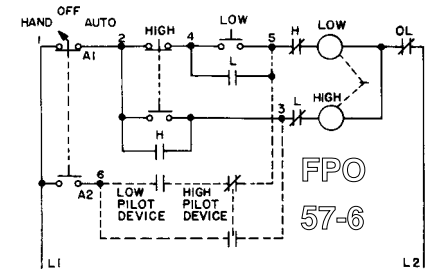 OFF
HAND AUTO
HIGH
LOW
LOW
1 2 4 5 H OL
A1
L
HIGH
3 L
H
6
A2
LOW PILOT DEVICE
HIGH PILOT DEVICE
FPO
57-6
L1 L2